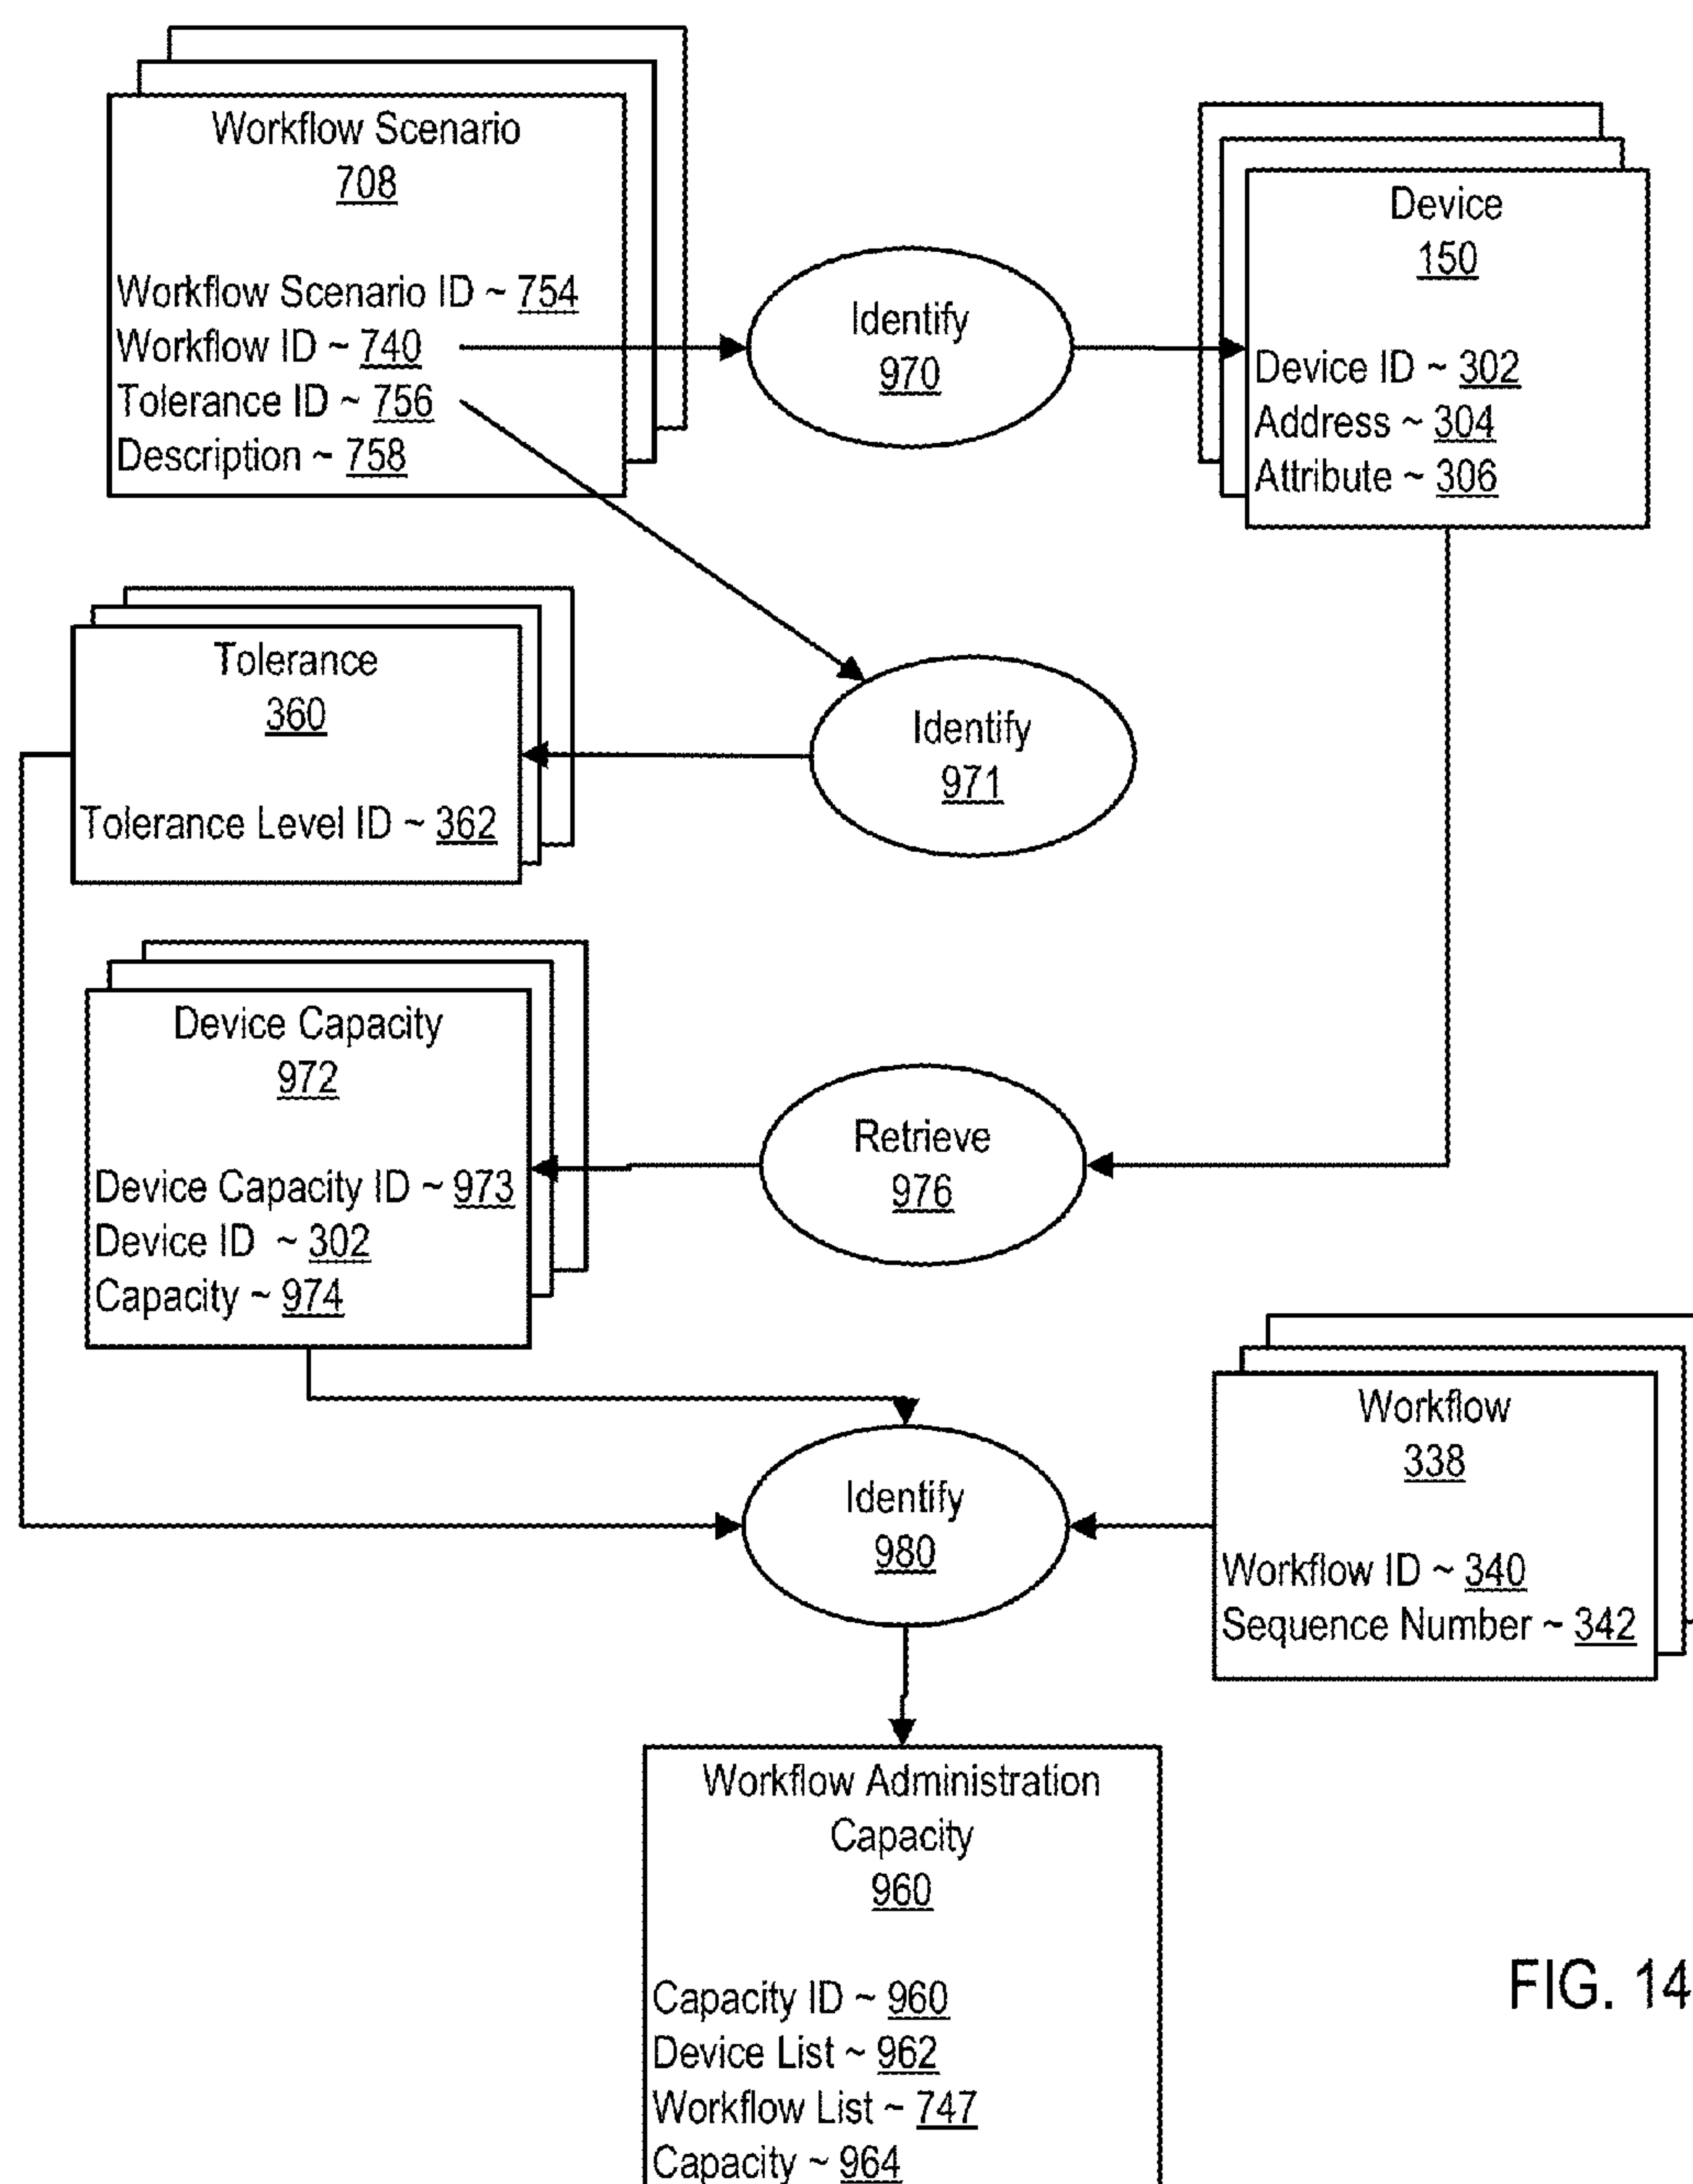 Workflow Scenario
708
Workflow Scenario ID ~ 754
Workflow ID ~ 740
Tolerance ID ~ 756
Description ~ 758
Identify
970
Device
150
Device ID ~ 302
Address ~ 304
Attribute ~ 306
Tolerance
360
Tolerance Level ID ~ 362
Identify
971
Device Capacity
972
Device Capacity ID ~ 973
Device ID ~ 302
Capacity ~ 974
Retrieve
976
Identify
980
Workflow
338
Workflow ID ~ 340
Sequence Number ~ 342
Workflow Administration
Capacity
960
Capacity ID ~ 960
Device List ~ 962
Workflow List ~ 747
Capacity ~ 964
FIG. 14